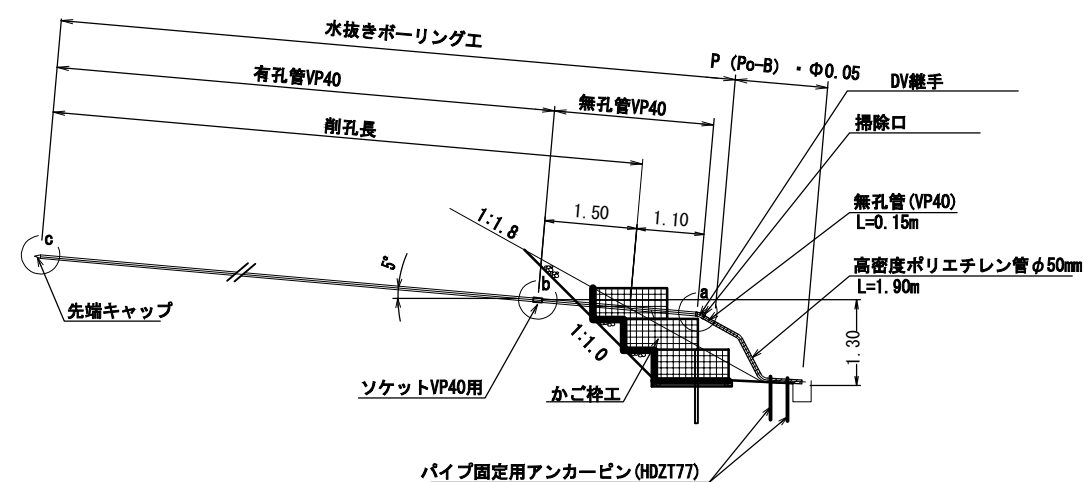 水抜きボーリング工
P (Po-B) ・Φ0.05
有孔管VP40
無孔管VP40
DV継手
削孔長
掃除口
1.50
1.10
無孔管(VP40)
L=0.15m
1:1.8
c
5°
b
a
高密度ポリエチレン管φ50mm
L=1.90m
先端キャップ
1:1.0
1.30
ソケットVP40用
かご枠工
パイプ固定用アンカーピン(HDZT77)